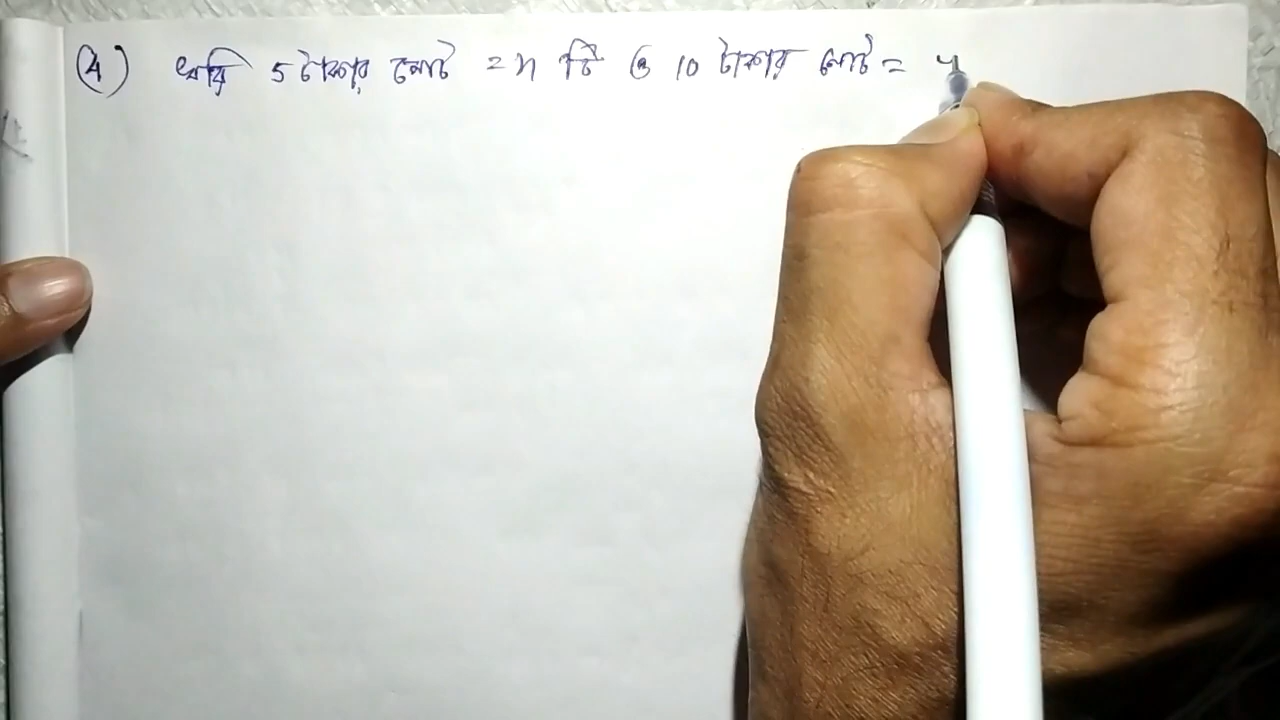 (4) ধরি 5 টাকার নোট = x টি ও 10 টাকার নোট = y